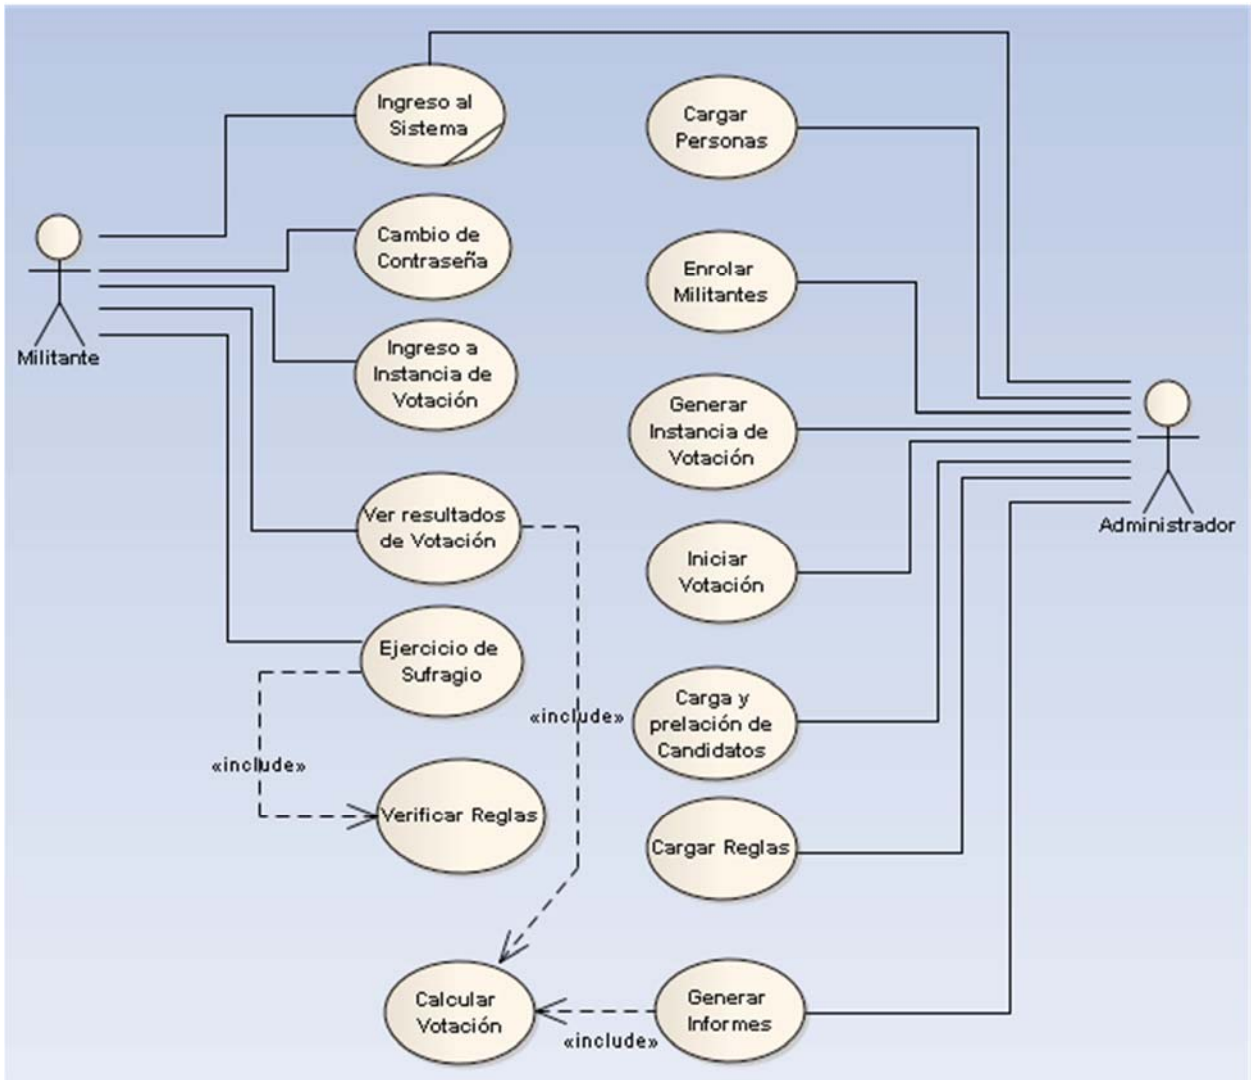 Ingreso al
Sistema
Cargar
Personas
Cambio de
Contraseña
Enrolar
Militantes
Militante
Ingreso a
Instancia de
Votación
Generar
Instancia de
Votación
Administrador
Ver resultados
de Votación
Iniciar
Votación
Ejercicio de
Sufragio
«include»
Carga y
prelación de
Candidatos
«include»
Verificar Reglas
Cargar Reglas
Calcular
Votación
«include»
Generar
Informes